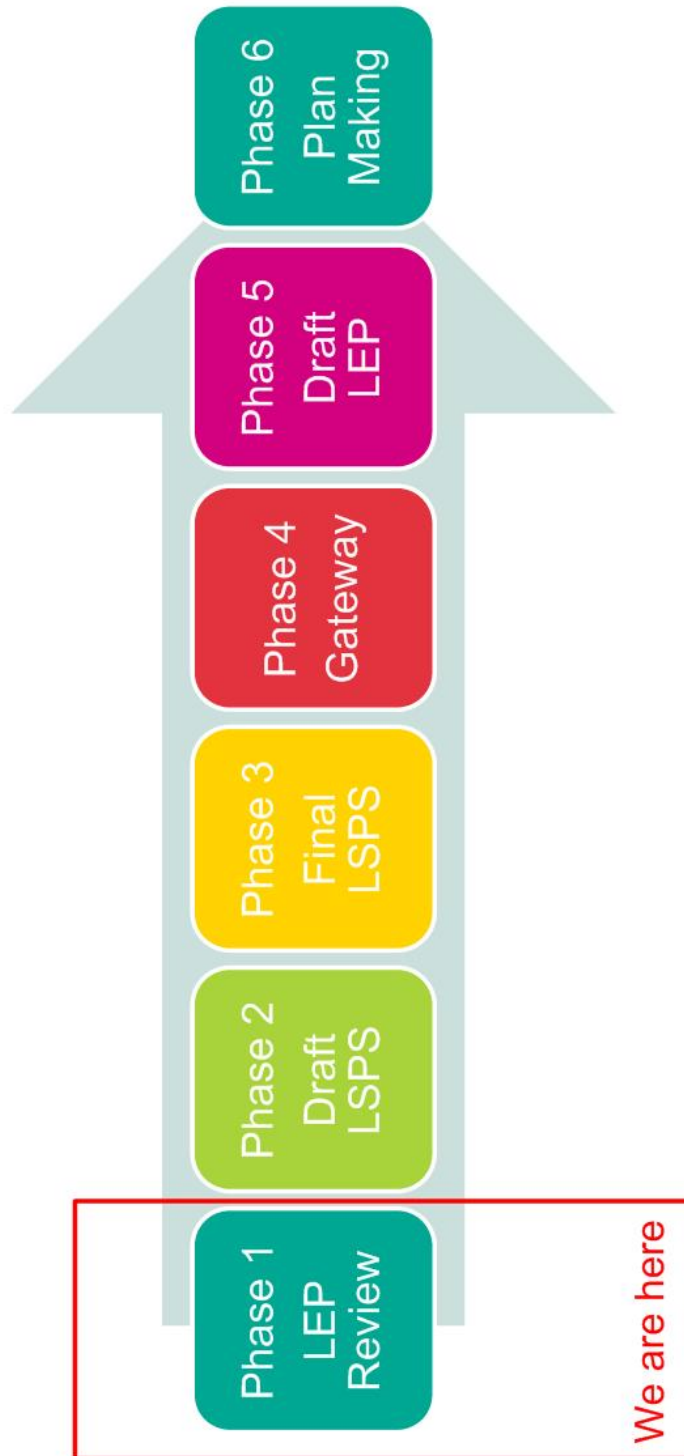 Phase 1
LEP
Review
Phase 2
Draft
LSPS
Phase 3
Final
LSPS
Phase 4
Gateway
Phase 5
Draft
LEP
Phase 6
Plan
Making
We are here